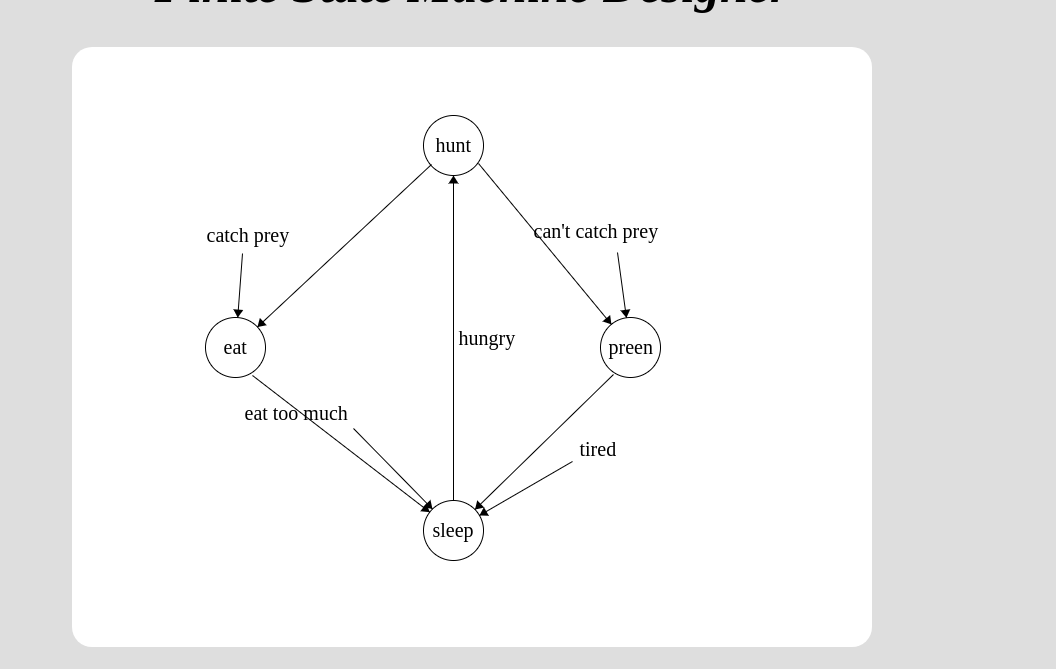 Finite State Machine Designer
hunt
catch prey
can't catch prey
hungry
eat
preen
eat too much
tired
sleep